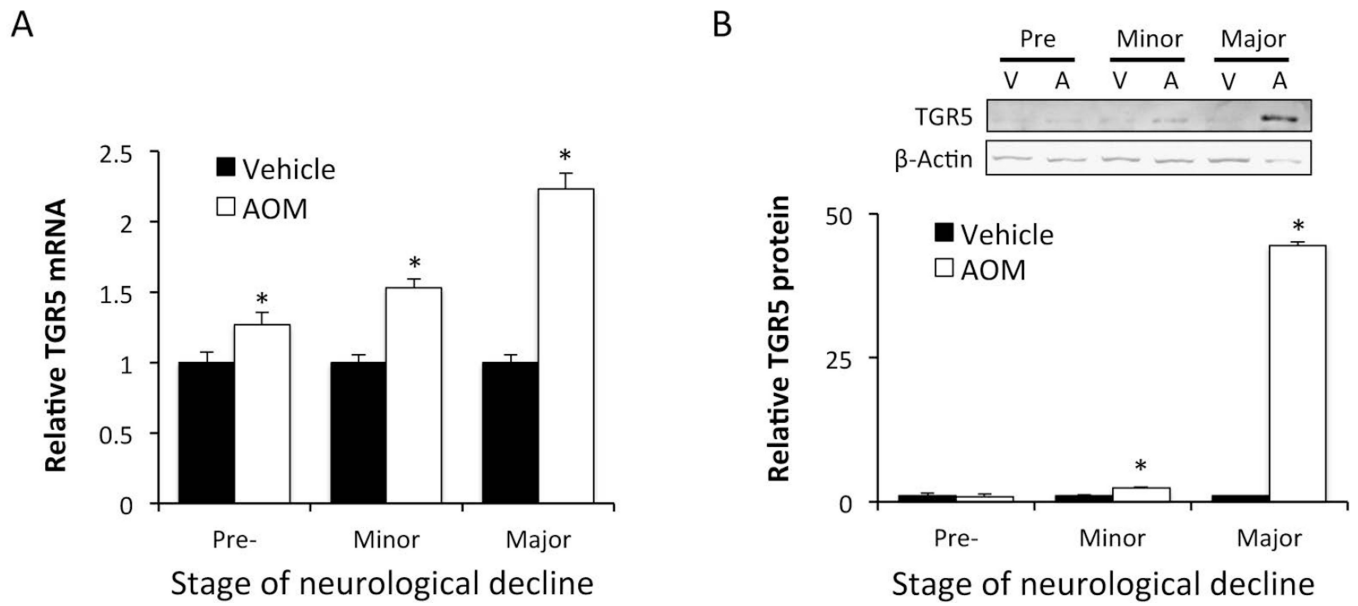 A
2.5
2
1.5
1
0.5
0
Relative TGR5 mRNA
Vehicle
AOM
*
*
*
Pre-
Minor
Major
Stage of neurological decline
B
Pre
Minor
Major
V
A
V
A
V
A
TGR5
β-Actin
50
25
0
Relative TGR5 protein
Vehicle
AOM
*
*
Pre-
Minor
Major
Stage of neurological decline